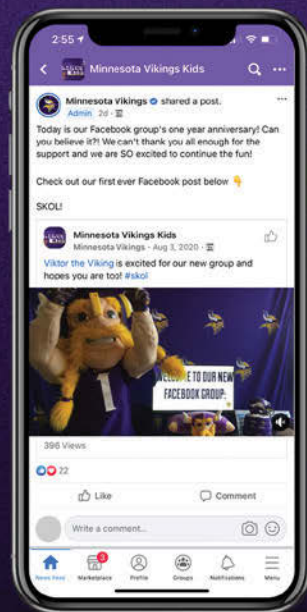 2:55
Minnesota Vikings Kids
Minnesota Vikings shared a post.
Admin · 2d ·
Today is our Facebook group's one year anniversary! Can
you believe it?! We can't thank you all enough for the
support and we are SO excited to continue the fun!
Check out our first ever Facebook post below 👇
SKOL!
Minnesota Vikings Kids
Minnesota Vikings · Aug 3, 2020 ·
Viktor the Viking is excited for our new group and
hopes you are too! #skol
TO OUR NEW
FACEBOOK GROUP
1
396 Views
22
Like
Comment
Write a comment...
3
News Feed
Marketplace
Profile
Groups
Notifications
Menu